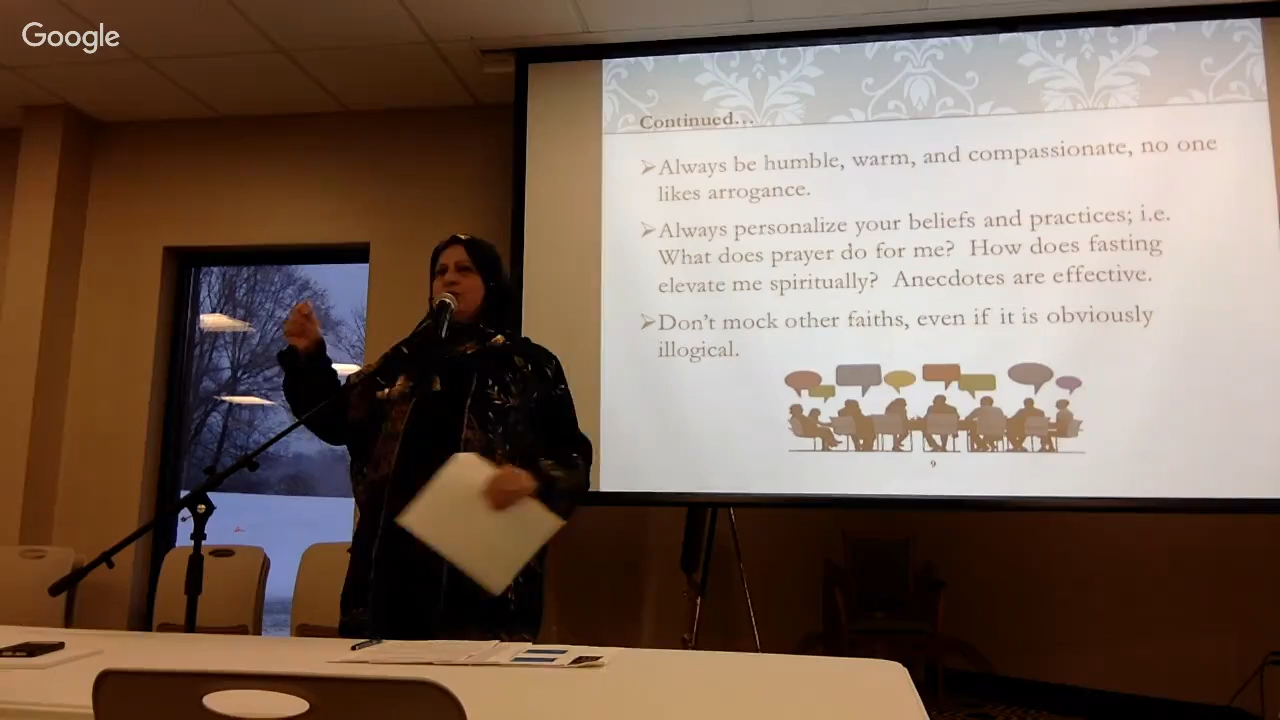 Google
Continued...
➢Always be humble, warm, and compassionate, no one
likes arrogance.
➢Always personalize your beliefs and practices; i.e.
What does prayer do for me? How does fasting
elevate me spiritually? Anecdotes are effective.
➢Don't mock other faiths, even if it is obviously
illogical.
9